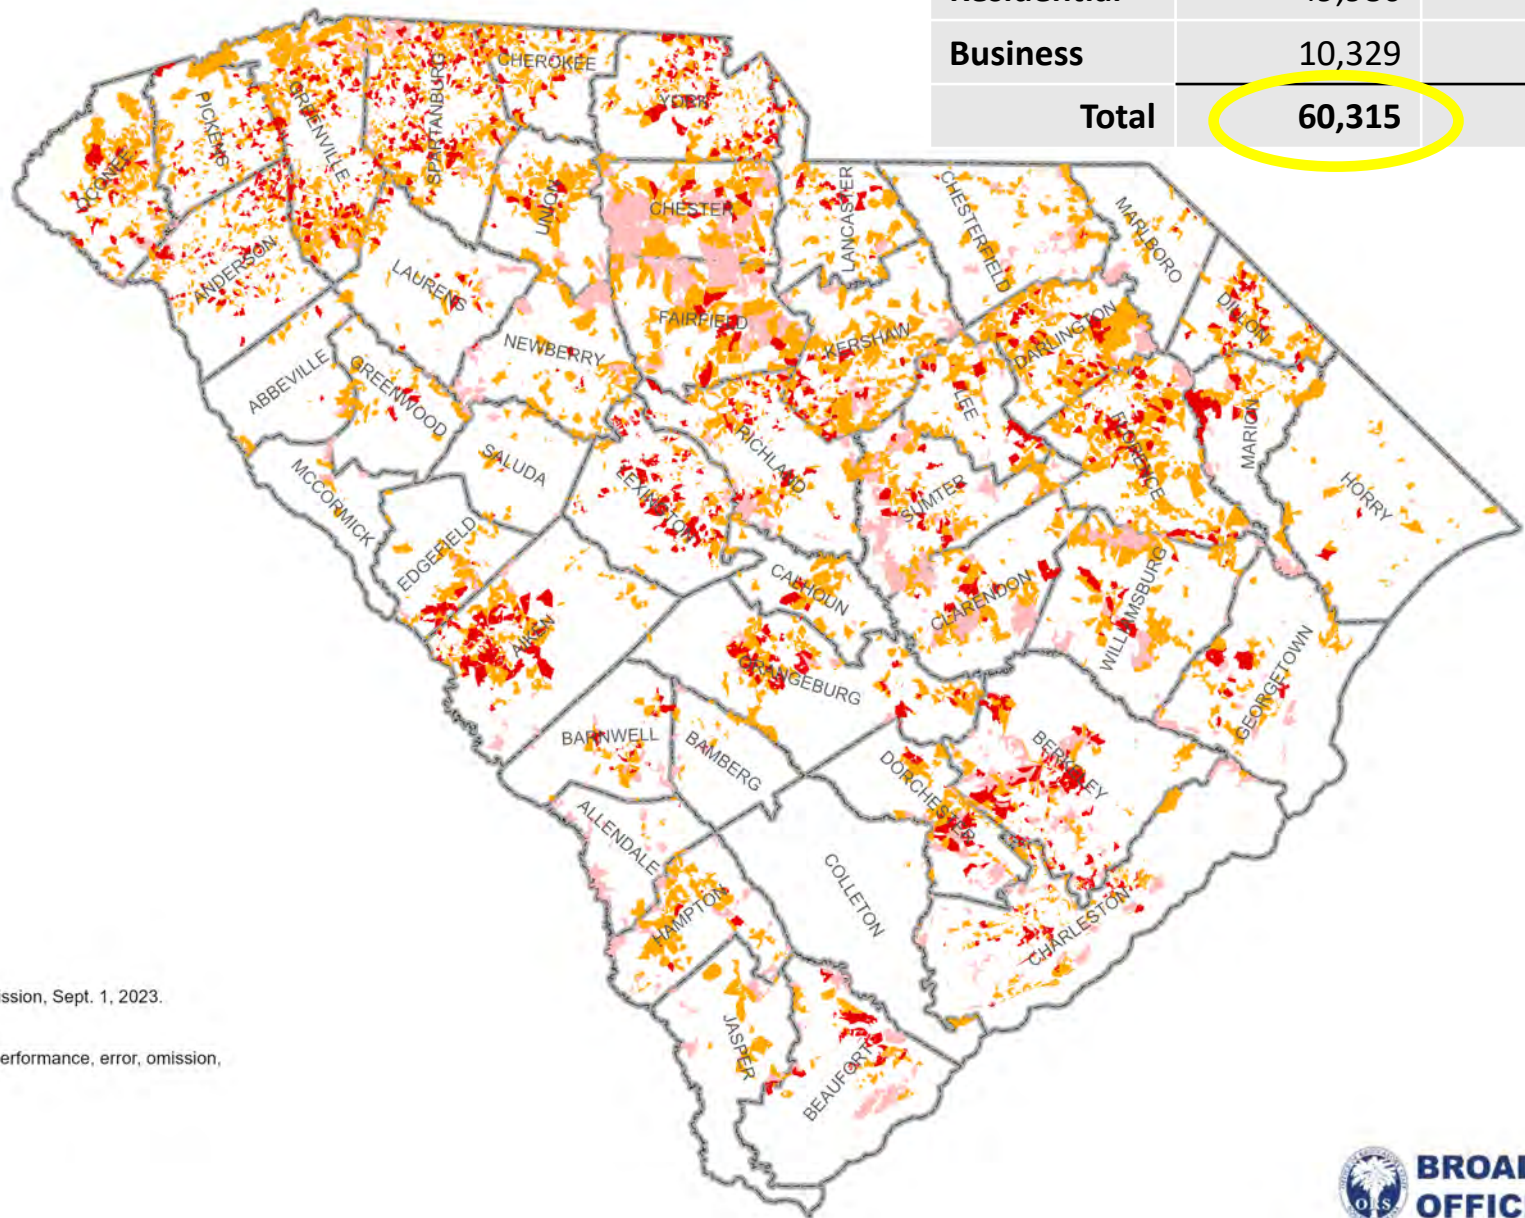 Business 10,329
Total 60,315
CHEROKEE
SPARTANBURG
YORK
PICKENS
GREENVILLE
OCONEE
UNION
CHESTER
LANCASTER
CHESTERFIELD
MARLBORO
ANDERSON
LAURENS
DILLON
FAIRFIELD
NEWBERRY
KERSHAW
DARLINGTON
ABBEVILLE
GREENWOOD
LEE
FLORENCE
MARION
RICHLAND
SALUDA
MCCORMICK
LEXINGTON
SUMTER
HORRY
EDGEFIELD
CALHOUN
CLARENDON
WILLIAMSBURG
AIKEN
ORANGEBURG
GEORGETOWN
BARNWELL
BAMBERG
BERKELEY
DORCHESTER
ALLENDALE
COLLETON
HAMPTON
CHARLESTON
ssion, Sept. 1, 2023.
JASPER
erformance, error, omission,
BEAUFORT
BROA
OFFIC
ORS